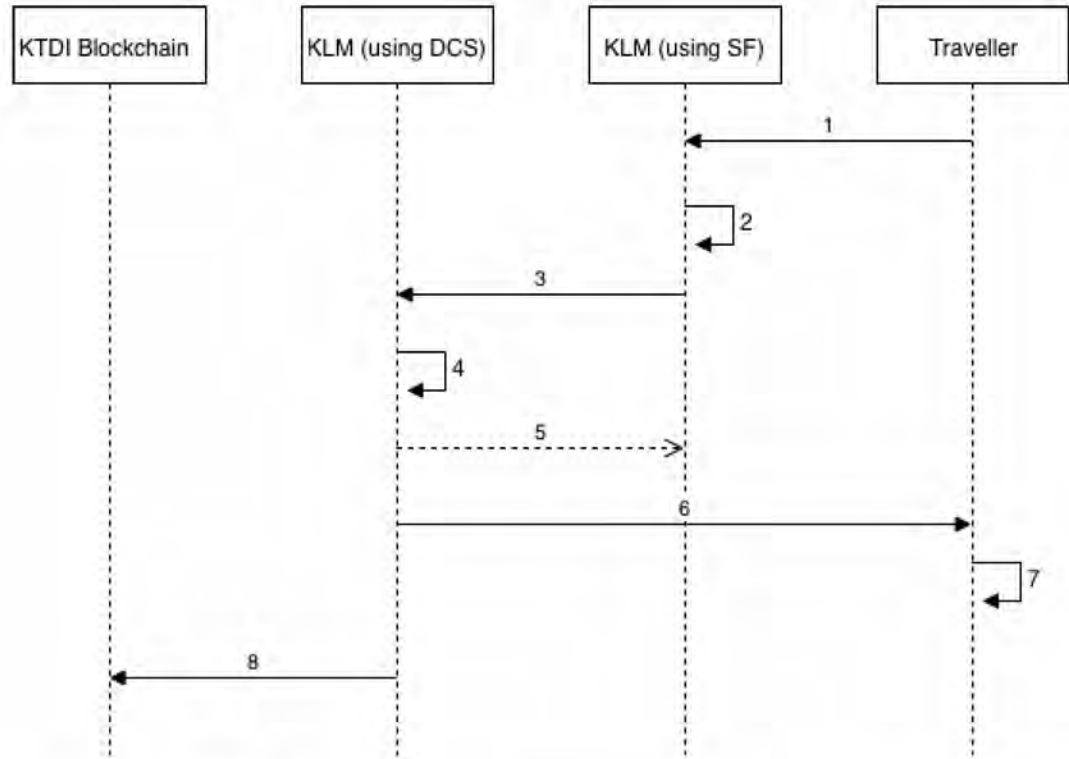 KTDI Blockchain
KLM (using DCS)
KLM (using SF)
Traveller
1
2
3
4
5
6
7
8